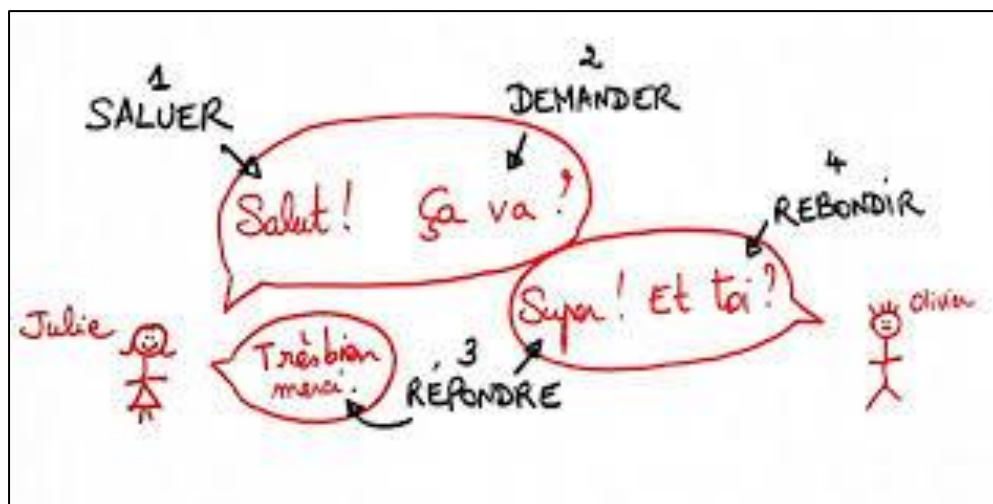 1
SALUER
2
DEMANDER
Salut! Ça va?
4
REBONDIR
Super! Et toi?
Julie
Olivier
Très bien
merci.
3
RÉPONDRE